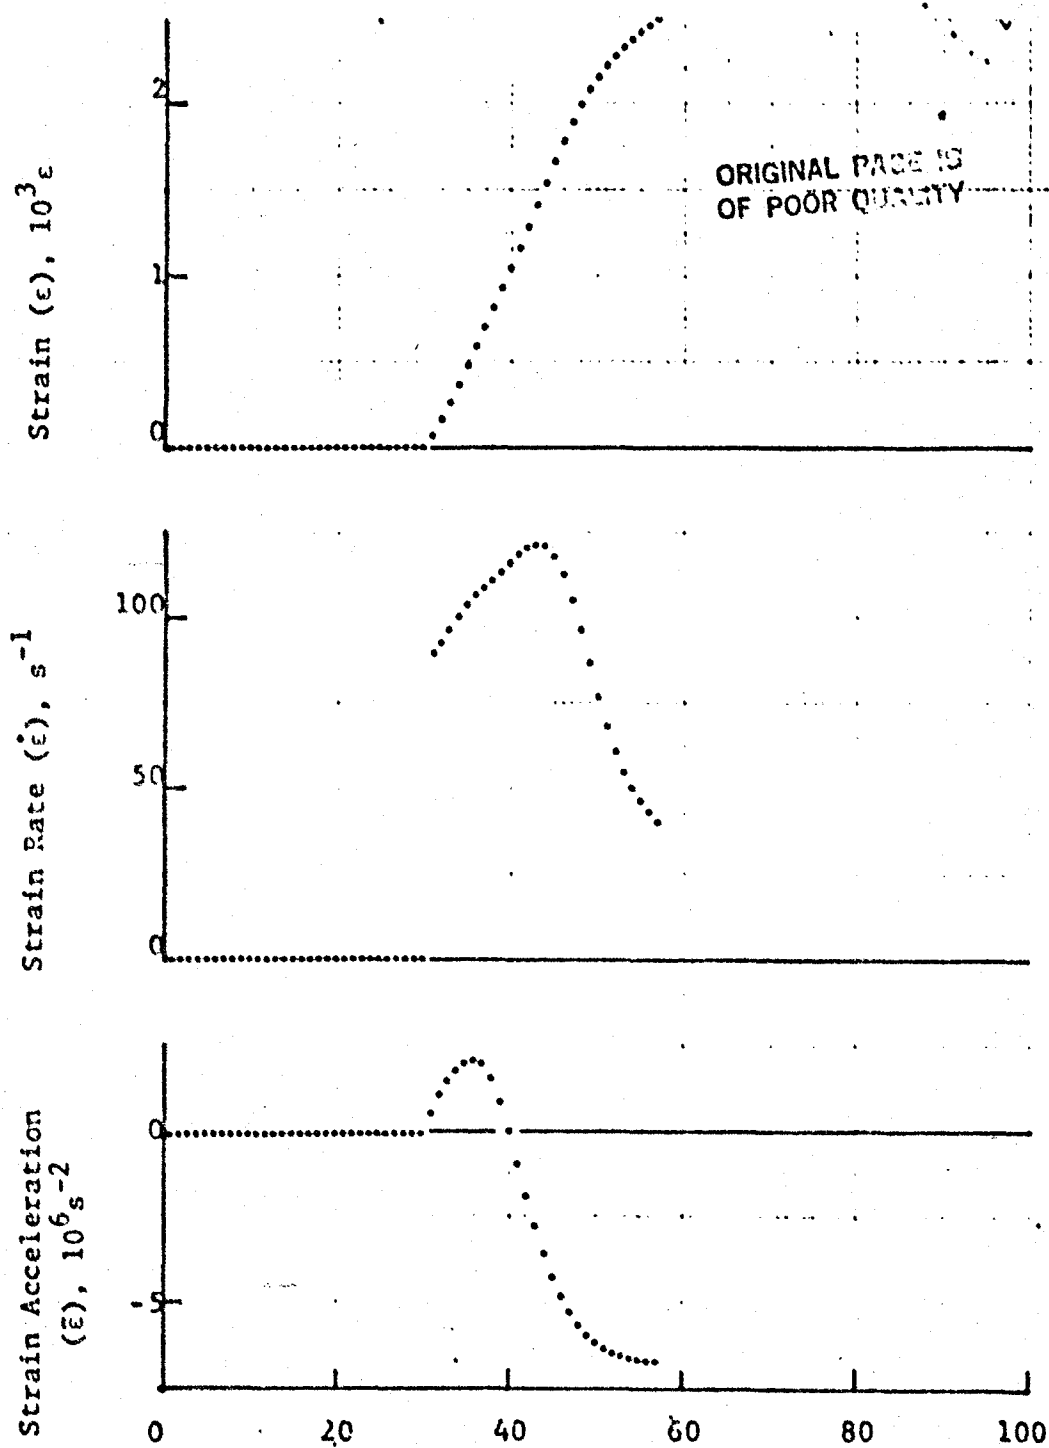 Strain (ε), 10³ε
2
1
0
ORIGINAL PAGE IS
OF POOR QUALITY
Strain Rate (ε̇), s⁻¹
100
50
0
Strain Acceleration
(ε̈), 10⁶s⁻²
0
-5
0 20 40 60 80 100